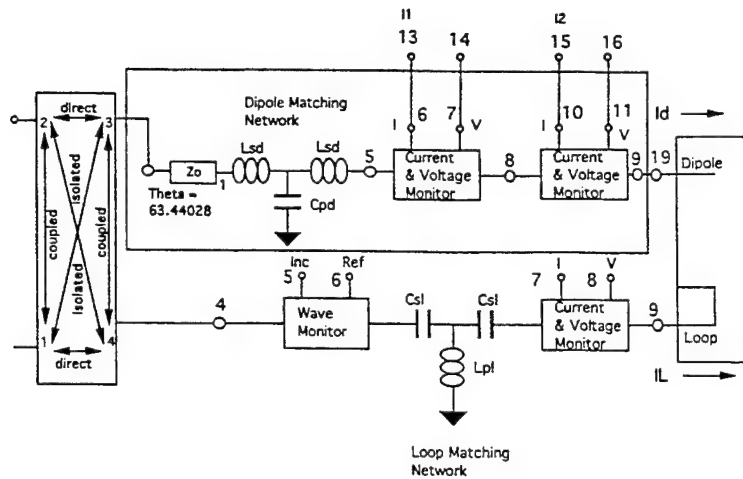 I1
I2
13
14
15
16
direct
2
3
Dipole Matching
Network
6
7
10
11
Id
I
V
I
V
Lsd
Lsd
5
Current
& Voltage
Monitor
8
Current
& Voltage
Monitor
9
19
Dipole
Zo
1
Theta =
63.44028
Cpd
coupled
Isolated
Isolated
coupled
Inc
Ref
I
V
5
6
7
8
4
Wave
Monitor
Csl
Csl
Current
& Voltage
Monitor
9
Loop
1
4
direct
Lpl
IL
Loop Matching
Network